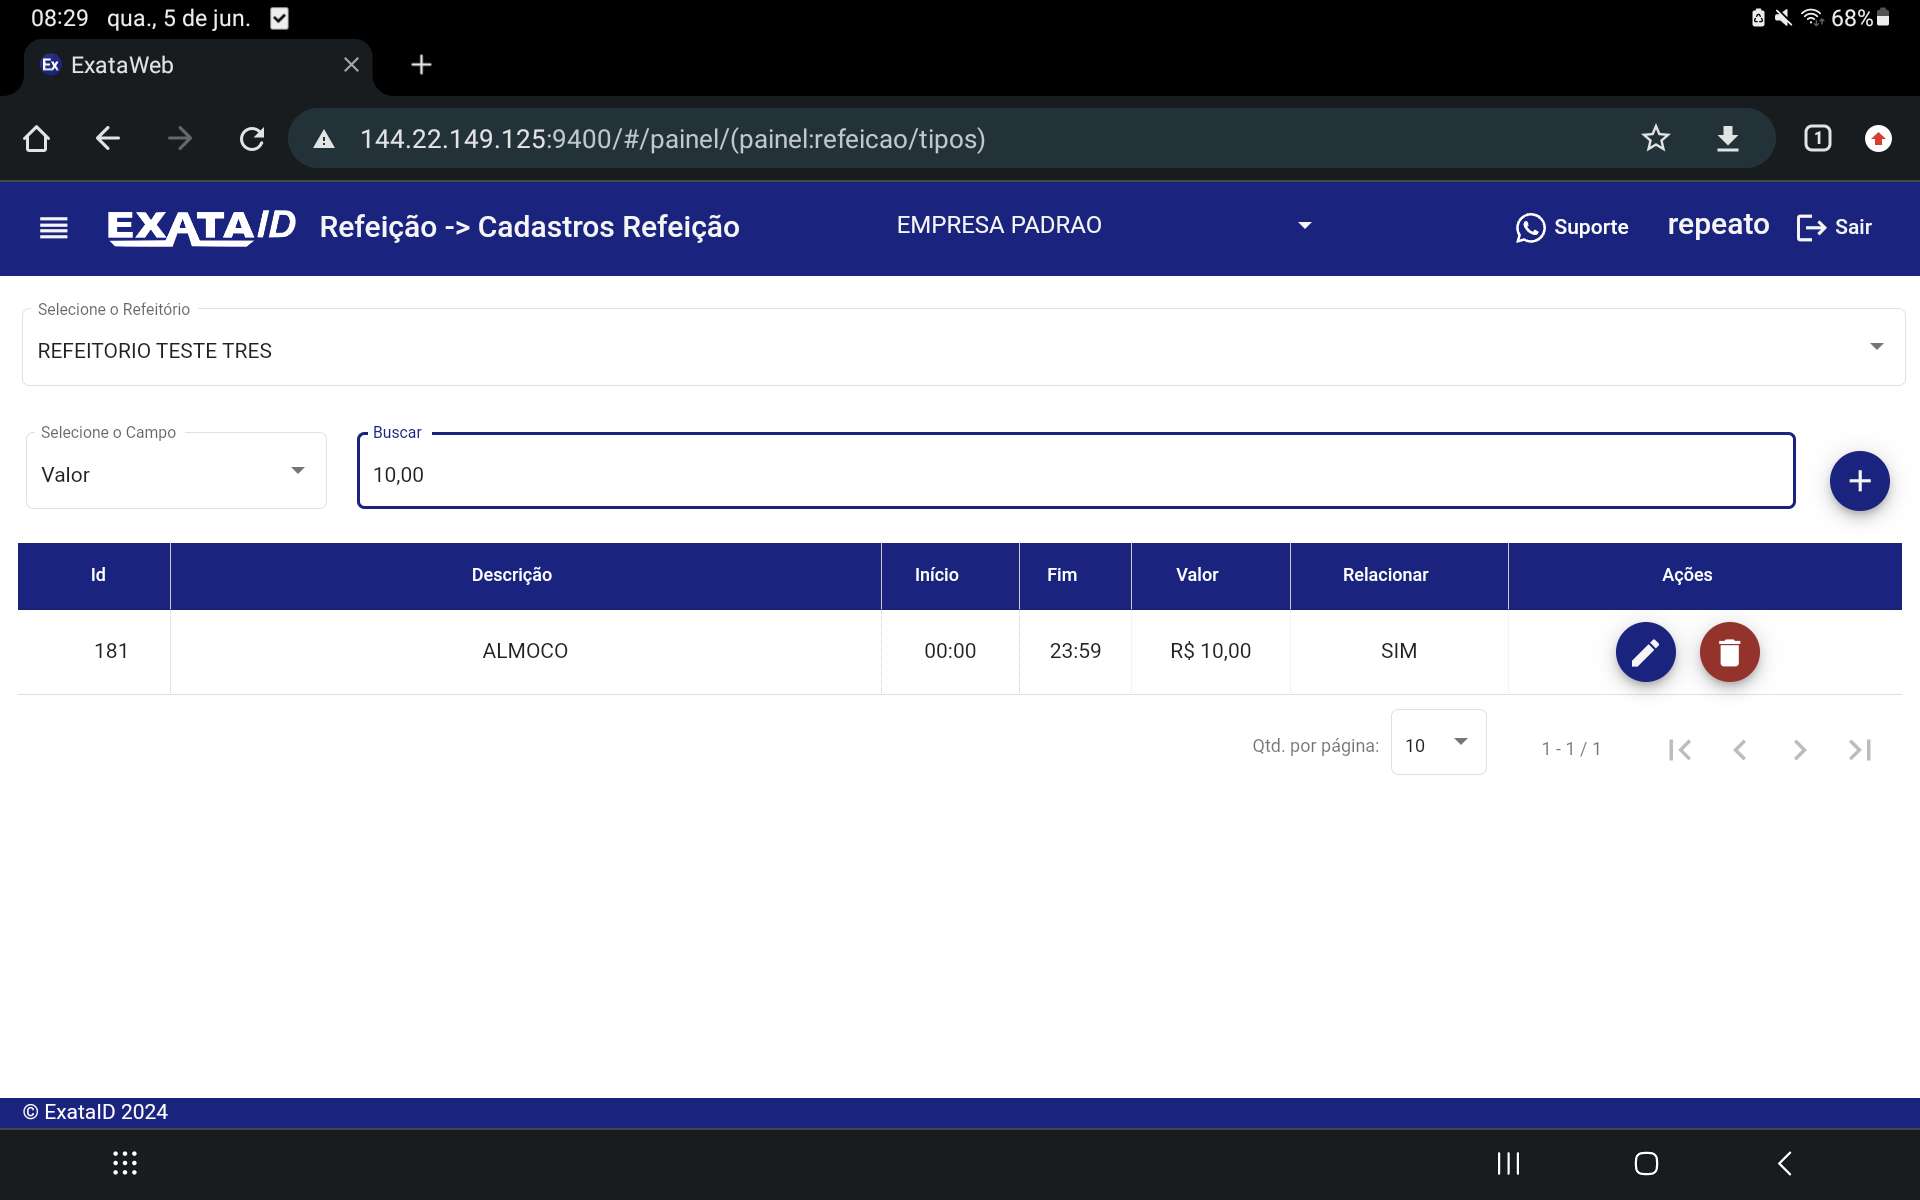 08:29 qua., 5 de jun. 68%
Ex ExataWeb
144.22.149.125:9400/#/painel/(painel:refeicao/tipos) 1
EXATAID Refeição -> Cadastros Refeição EMPRESA PADRAO Suporte repeato Sair
Selecione o Refeitório
REFEITORIO TESTE TRES
Selecione o Campo Buscar
Valor 10,00
Id Descrição Início Fim Valor Relacionar Ações
181 ALMOCO 00:00 23:59 R$ 10,00 SIM
Qtd. por página: 10 1 - 1 / 1
© ExataID 2024